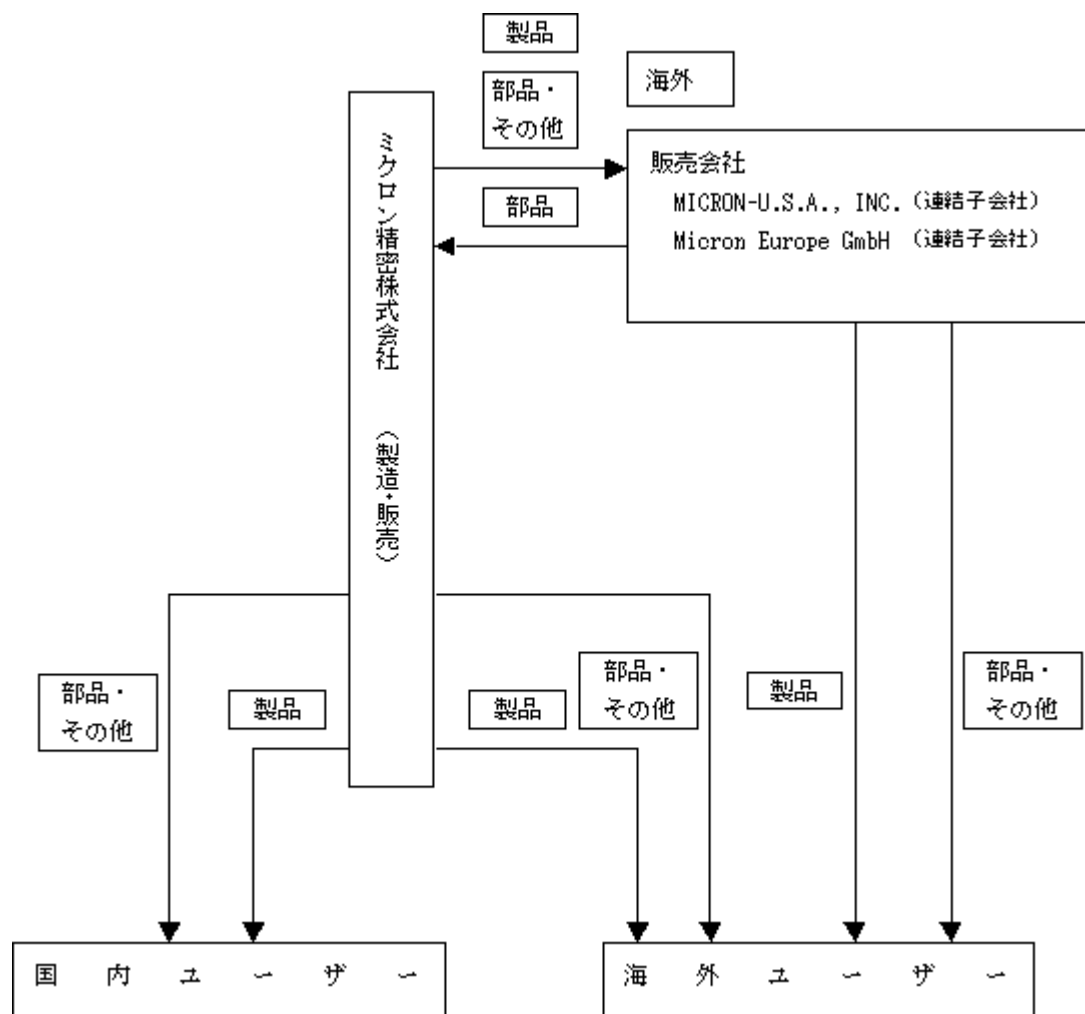 製品
海外
部品・
その他
ミクロン精密株式会社 (製造・販売)
販売会社
MICRON-U.S.A., INC. (連結子会社)
Micron Europe GmbH (連結子会社)
部品
部品・
その他
製品
製品
部品・
その他
製品
部品・
その他
国内ユーザー
海外ユーザー